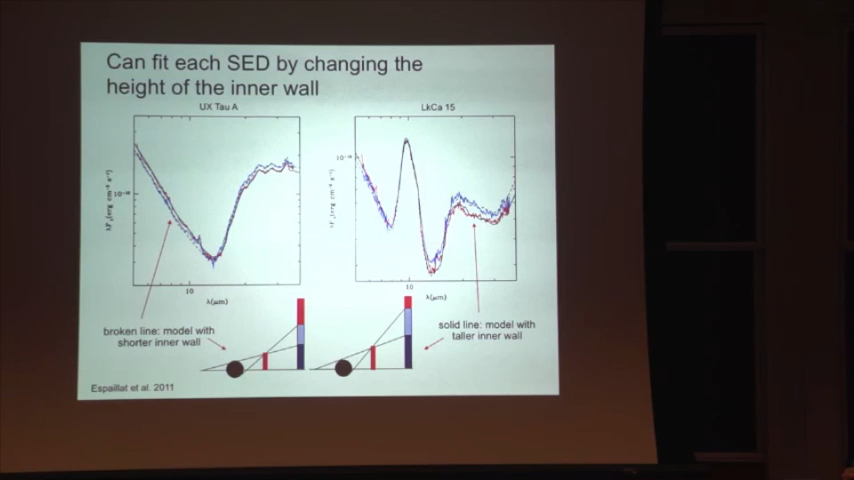 Can fit each SED by changing the
height of the inner wall
UX Tau A
LkCa 15
10
λ(μm)
10
λ(μm)
broken line: model with
shorter inner wall
solid line: model with
taller inner wall
Espaillat et al. 2011